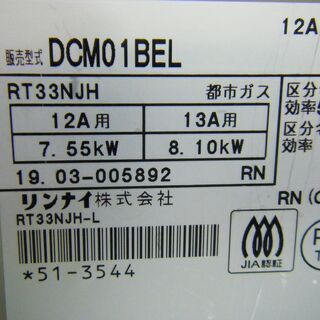 12A
販売型式 DCM01BEL
RT33NJH 都市ガス
12A用 13A用
7.55kW 8.10kW
19.03-005892 RN
リンナイ株式会社
RT33NJH-L
*51-3544
区分
効率
区分名
効率
RN (
JIA認証
P
T